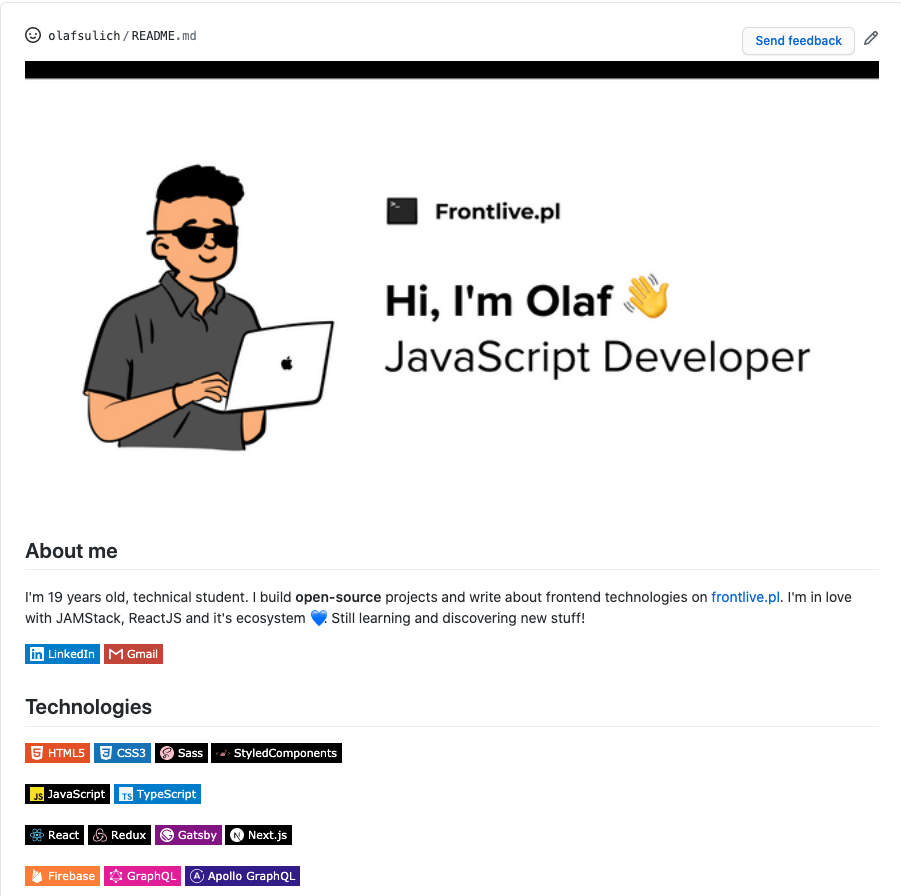 olafsulich/README.md
Send feedback
Frontlive.pl
Hi, I'm Olaf 👋
JavaScript Developer
About me
I'm 19 years old, technical student. I build open-source projects and write about frontend technologies on frontlive.pl. I'm in love
with JAMStack, ReactJS and it's ecosystem 💙. Still learning and discovering new stuff!
LinkedIn Gmail
Technologies
HTML5 CSS3 Sass StyledComponents
JS JavaScript TS TypeScript
React Redux Gatsby Next.js
Firebase GraphQL Apollo GraphQL